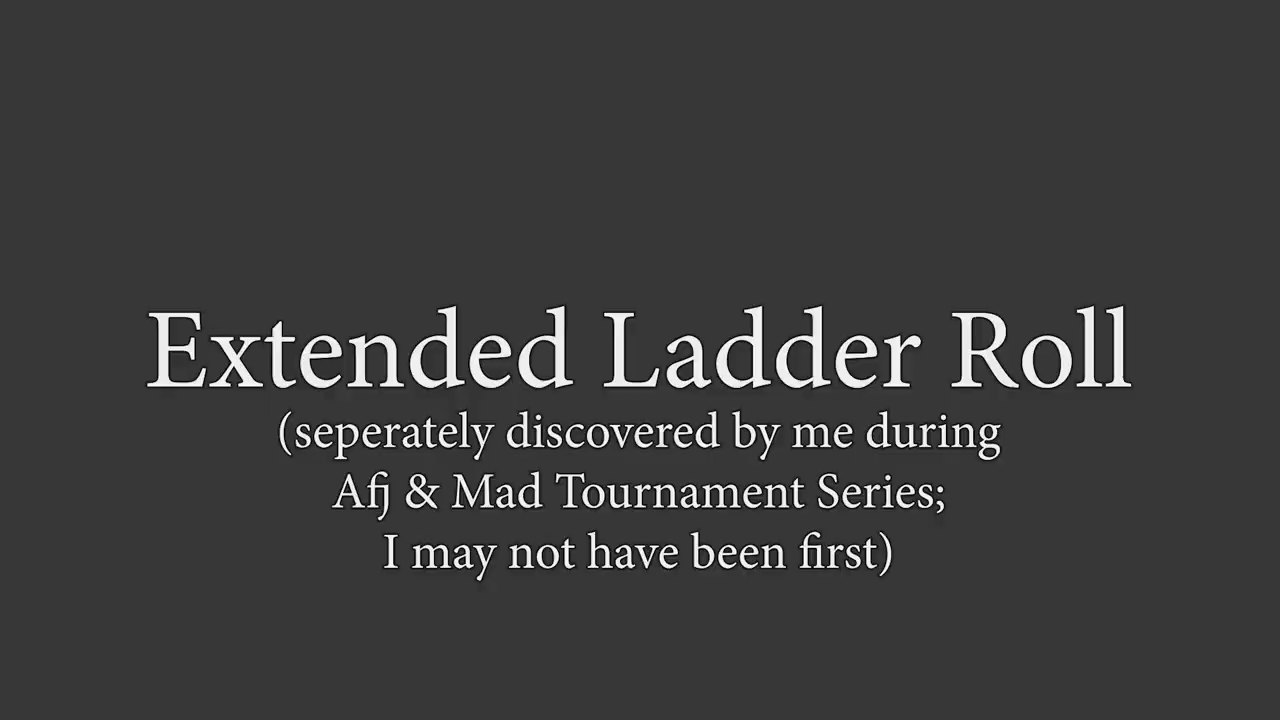 Extended Ladder Roll
(seperately discovered by me during
Afj & Mad Tournament Series;
I may not have been first)